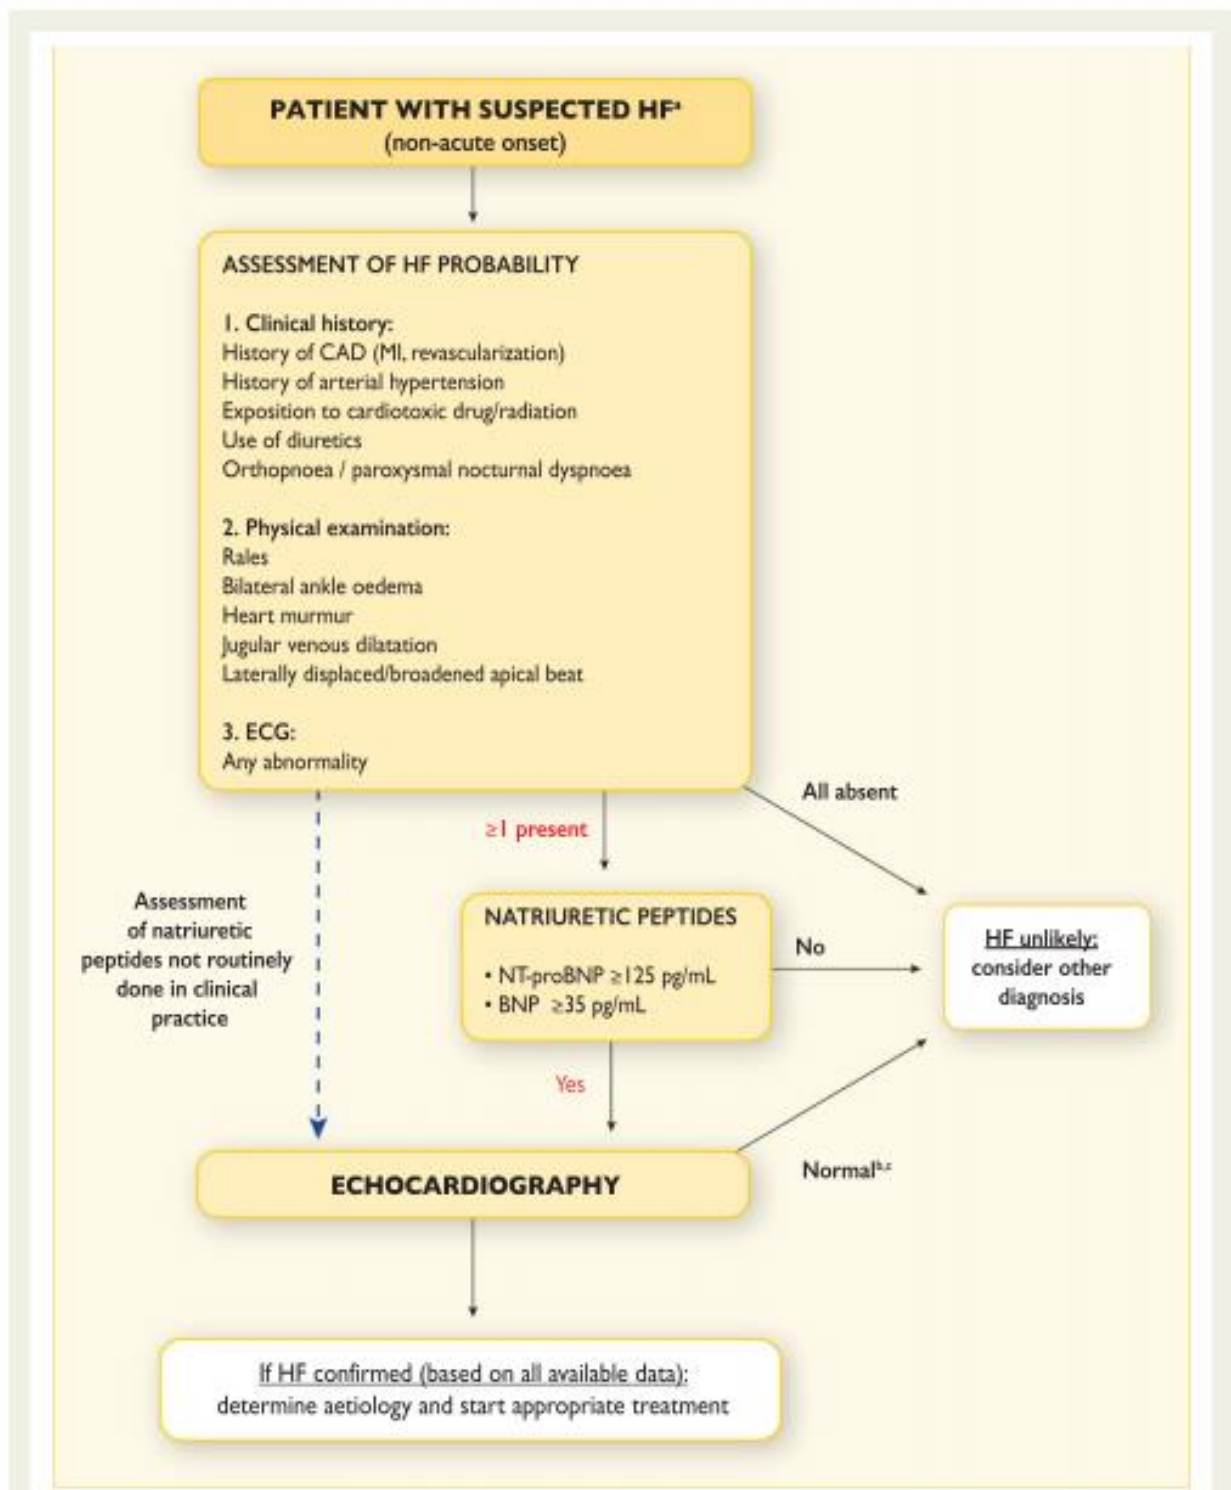 PATIENT WITH SUSPECTED HFᵃ
(non-acute onset)
ASSESSMENT OF HF PROBABILITY
1. Clinical history:
History of CAD (MI, revascularization)
History of arterial hypertension
Exposition to cardiotoxic drug/radiation
Use of diuretics
Orthopnoea / paroxysmal nocturnal dyspnoea
2. Physical examination:
Rales
Bilateral ankle oedema
Heart murmur
Jugular venous dilatation
Laterally displaced/broadened apical beat
3. ECG:
Any abnormality
All absent
≥1 present
Assessment
of natriuretic
peptides not routinely
done in clinical
practice
NATRIURETIC PEPTIDES
• NT-proBNP ≥125 pg/mL
• BNP ≥35 pg/mL
No
HF unlikely:
consider other
diagnosis
Yes
Normalᵇ,ᶜ
ECHOCARDIOGRAPHY
If HF confirmed (based on all available data):
determine aetiology and start appropriate treatment